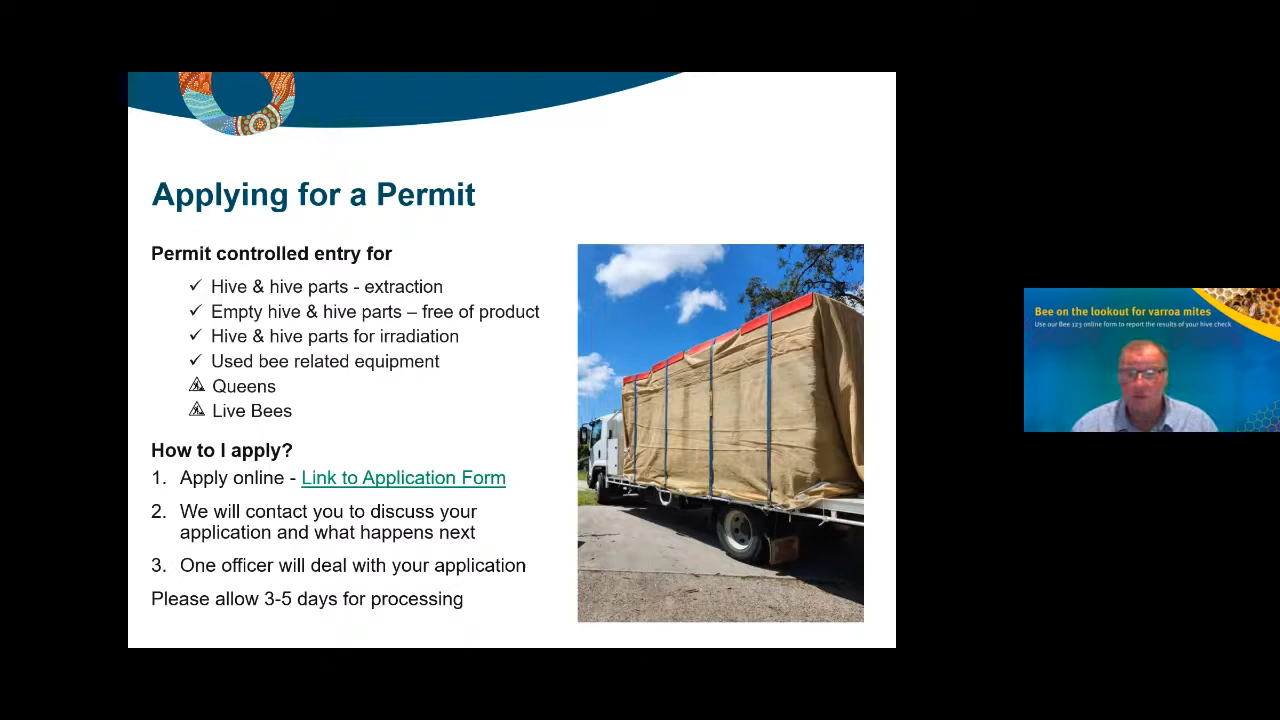 Applying for a Permit
Permit controlled entry for
✓ Hive & hive parts - extraction
✓ Empty hive & hive parts – free of product
✓ Hive & hive parts for irradiation
✓ Used bee related equipment
Queens
Live Bees
How to I apply?
1. Apply online - Link to Application Form
2. We will contact you to discuss your
application and what happens next
3. One officer will deal with your application
Please allow 3-5 days for processing
Bee on the lookout for varroa mites
Use our Bee 123 online form to report the results of your hive check